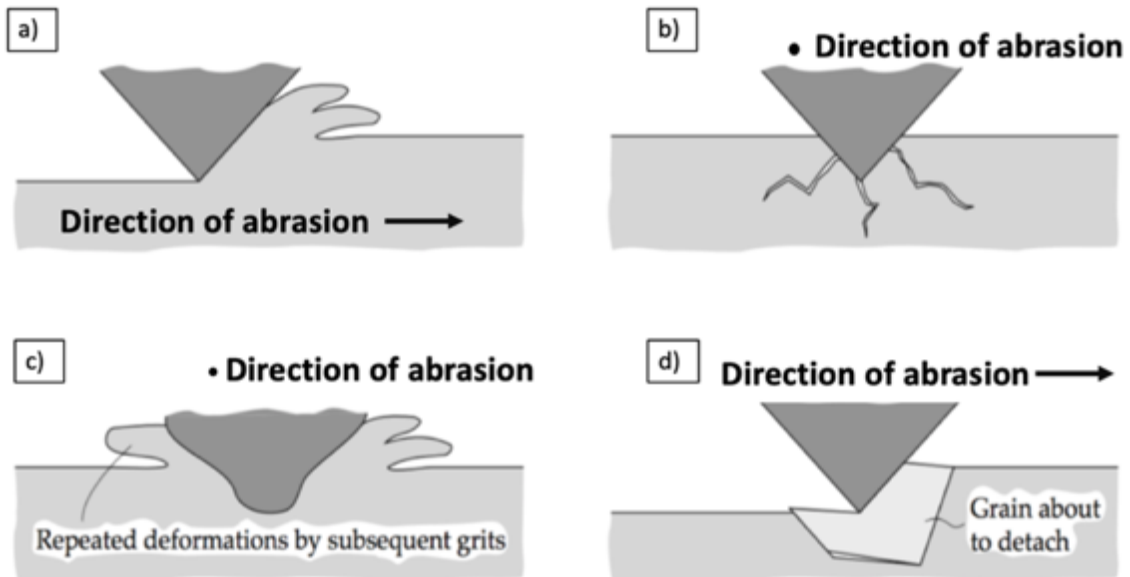 a)
Direction of abrasion
b)
• Direction of abrasion
c)
• Direction of abrasion
Repeated deformations by subsequent grits
d)
Direction of abrasion
Grain about
to detach